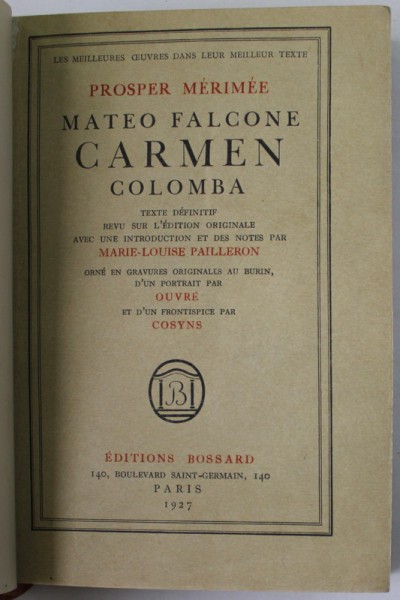 LES MEILLEURES ŒUVRES DANS LEUR MEILLEUR TEXTE
PROSPER MÉRIMÉE
MATEO FALCONE
CARMEN
COLOMBA
TEXTE DÉFINITIF
REVU SUR L'ÉDITION ORIGINALE
AVEC UNE INTRODUCTION ET DES NOTES PAR
MARIE-LOUISE PAILLERON
ORNÉ EN GRAVURES ORIGINALES AU BURIN,
D'UN PORTRAIT PAR
OUVRÉ
ET D'UN FRONTISPICE PAR
COSYNS
B
ÉDITIONS BOSSARD
140, BOULEVARD SAINT-GERMAIN, 140
PARIS
1927